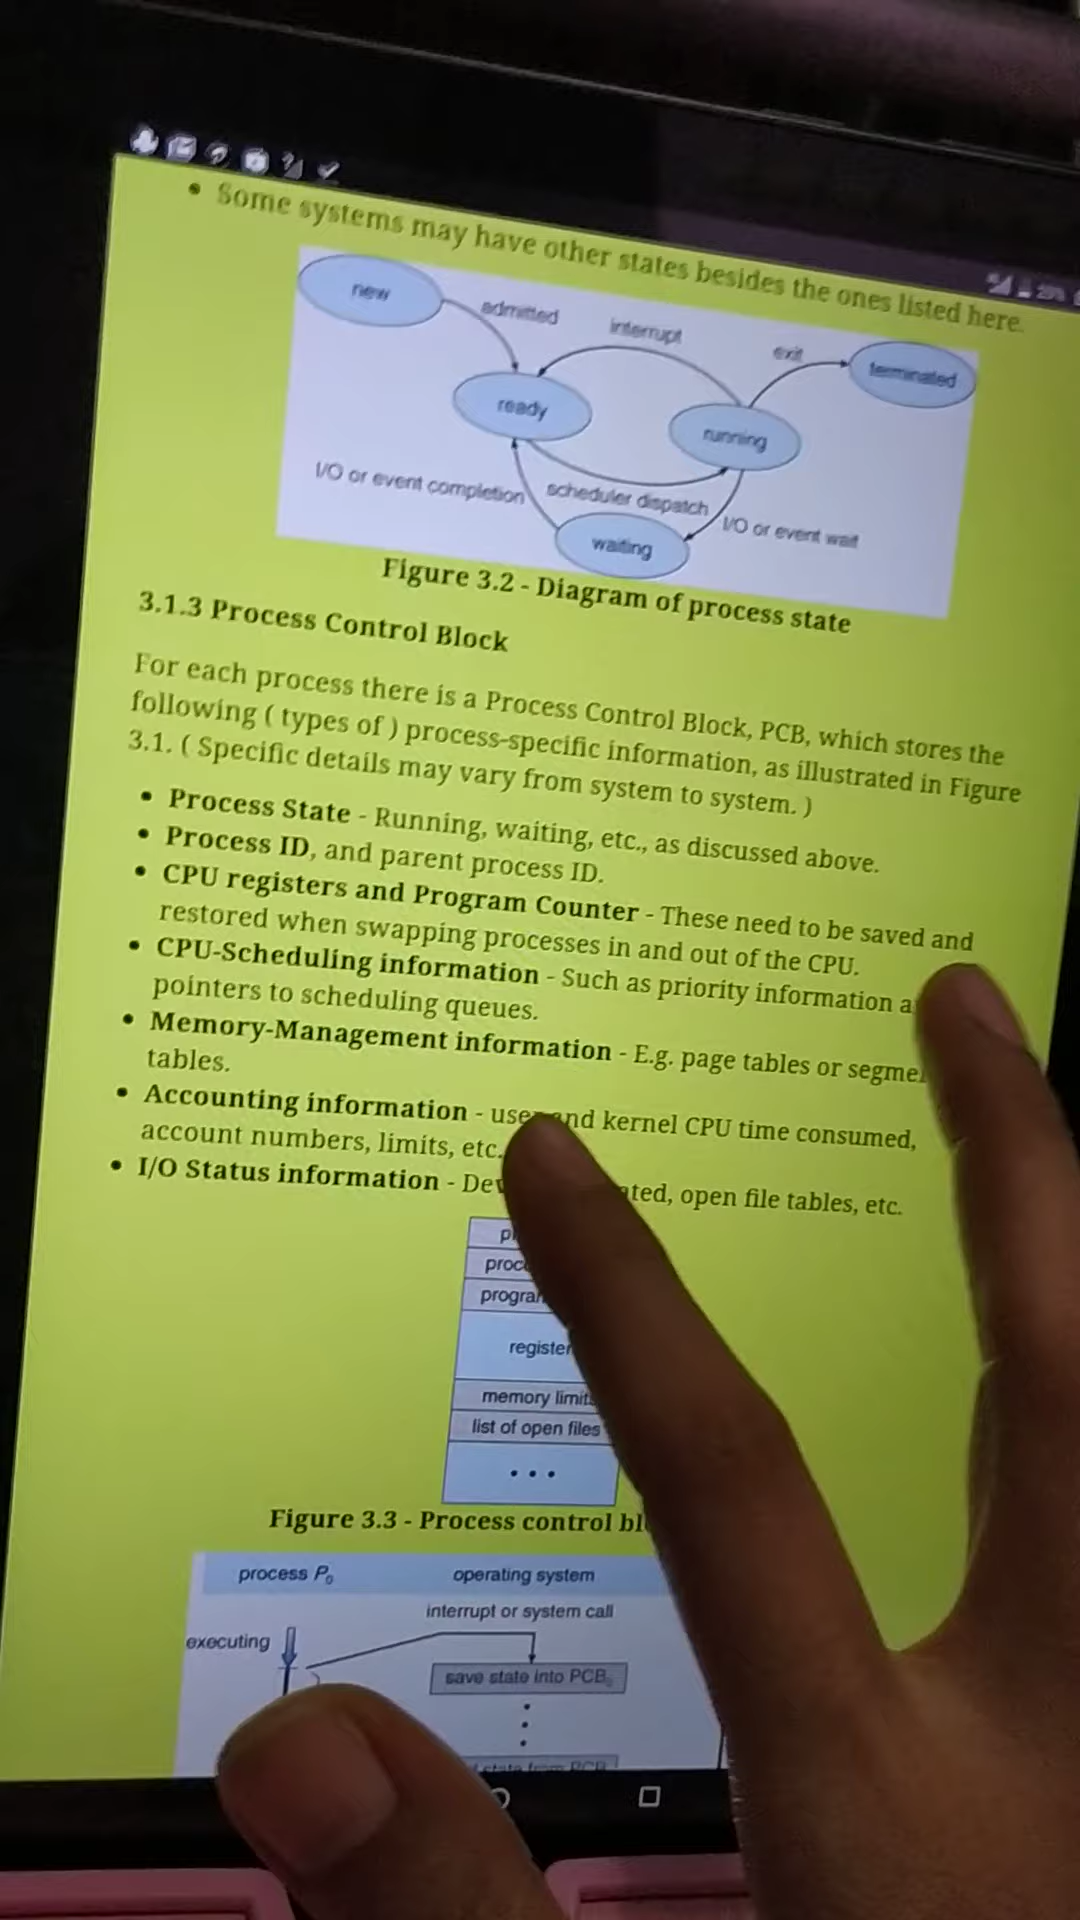 • Some systems may have other states besides the ones listed here.
new
admitted
interrupt
exit
terminated
ready
running
I/O or event completion
scheduler dispatch
I/O or event wait
waiting
Figure 3.2 - Diagram of process state
3.1.3 Process Control Block
For each process there is a Process Control Block, PCB, which stores the
following ( types of ) process-specific information, as illustrated in Figure
3.1. ( Specific details may vary from system to system. )
• Process State - Running, waiting, etc., as discussed above.
• Process ID, and parent process ID.
• CPU registers and Program Counter - These need to be saved and
restored when swapping processes in and out of the CPU.
• CPU-Scheduling information - Such as priority information
pointers to scheduling queues.
• Memory-Management information - E.g. page tables or
tables.
• Accounting information - user and kernel CPU time consumed,
account numbers, limits, etc.
• I/O Status information - open file tables, etc.
memory
list of open files
• • •
Figure 3.3 - Process control
process P0
operating system
interrupt or system call
executing
save state into PCB0